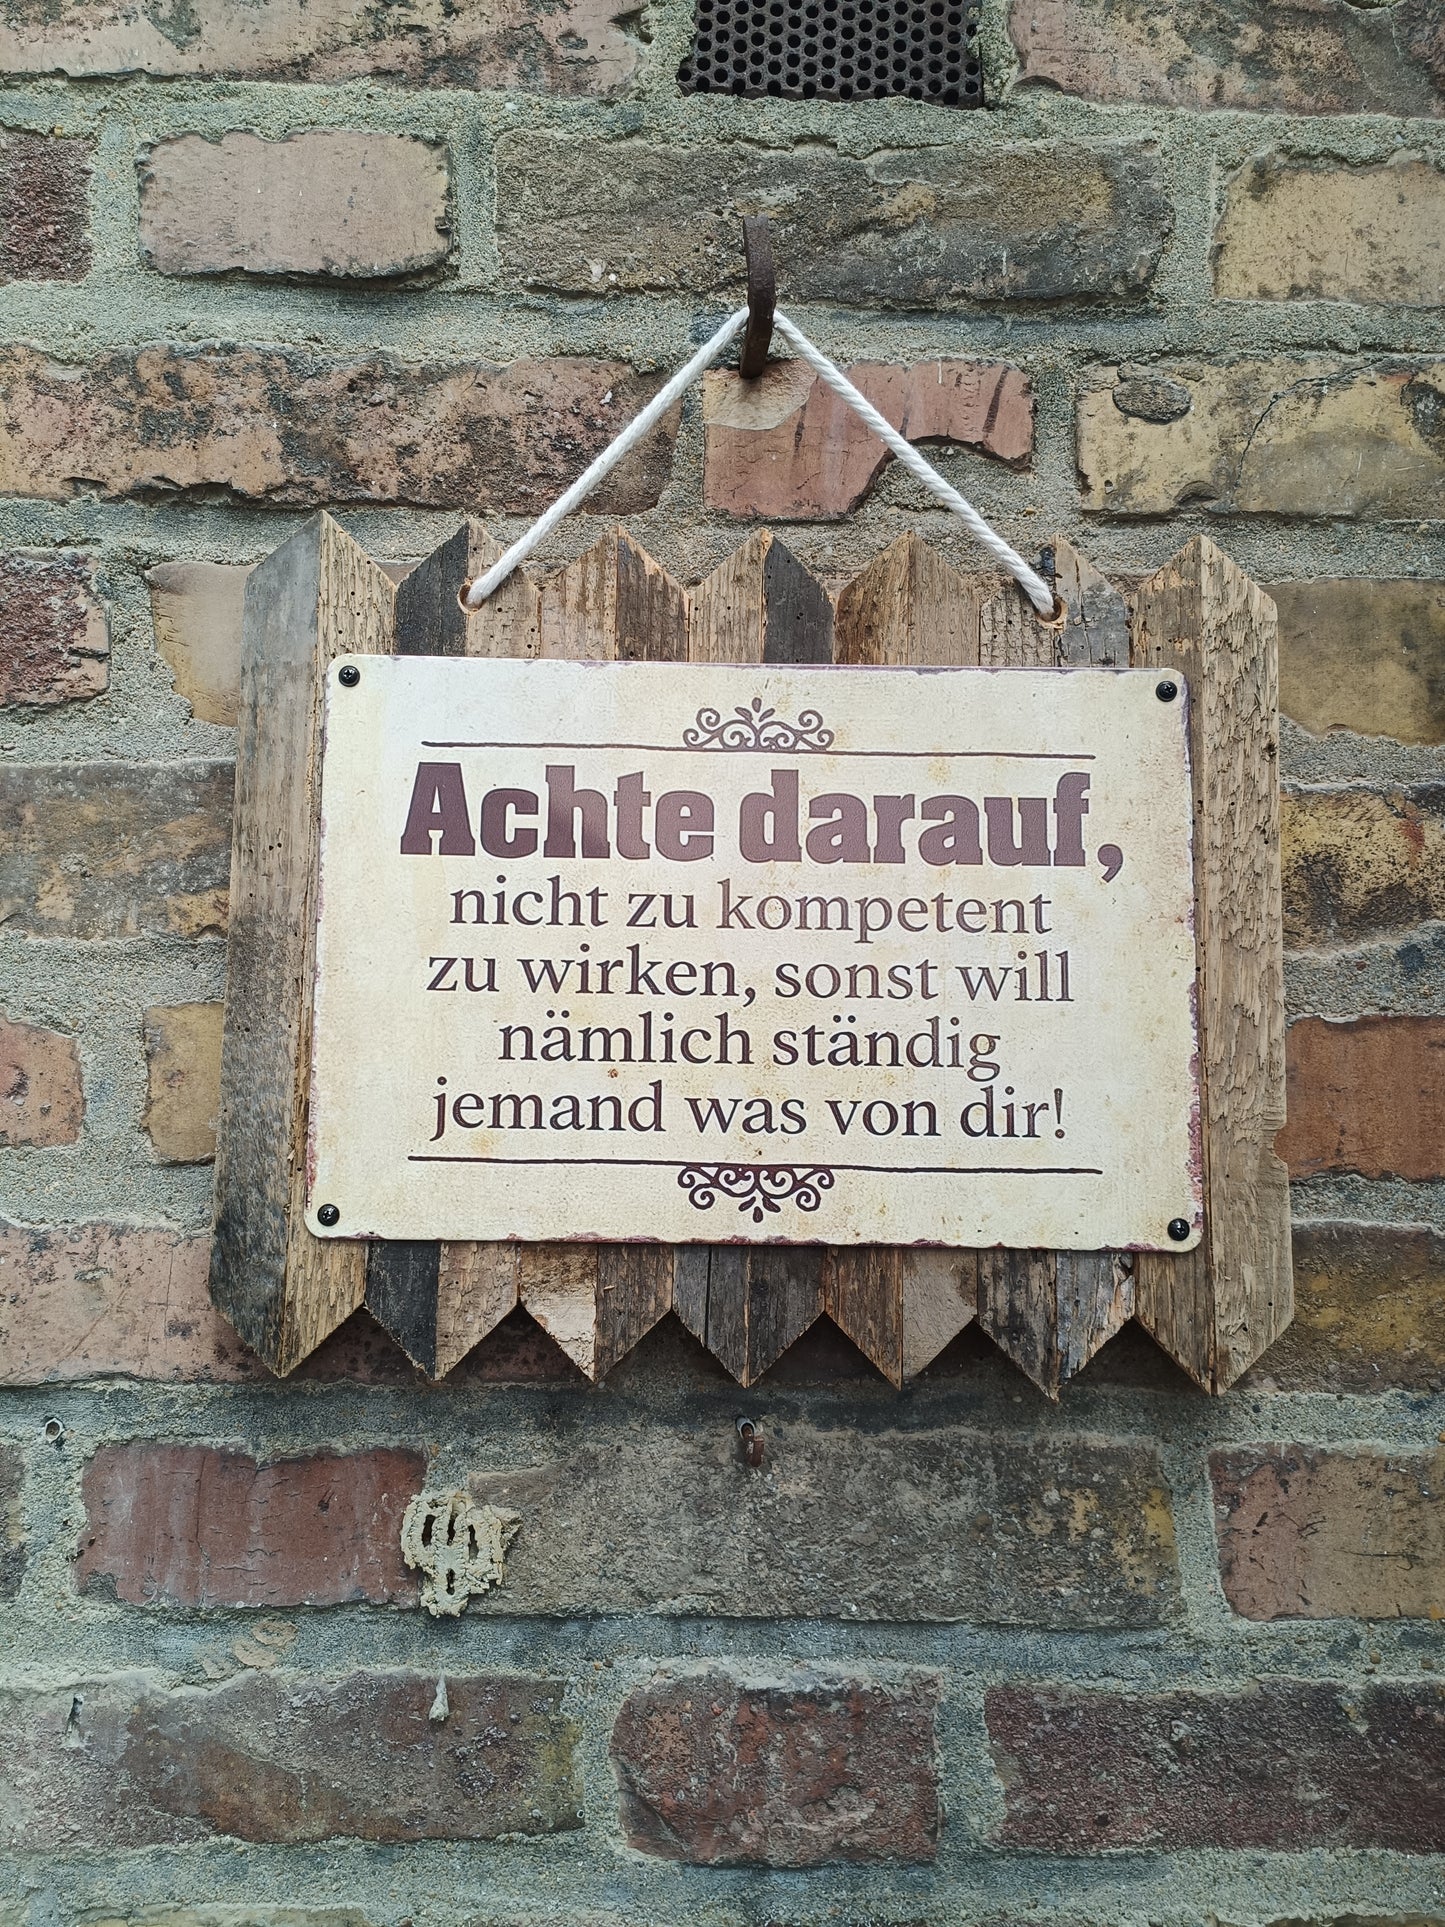 Achte darauf,
nicht zu kompetent
zu wirken, sonst will
nämlich ständig
jemand was von dir!